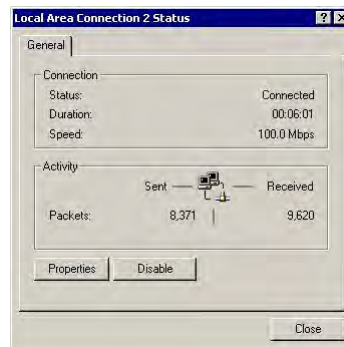 Local Area Connection 2 Status
General
Connection
Status: Connected
Duration: 00:06:01
Speed: 100.0 Mbps
Activity
Sent Received
Packets: 8,371 9,620
Properties Disable
Close